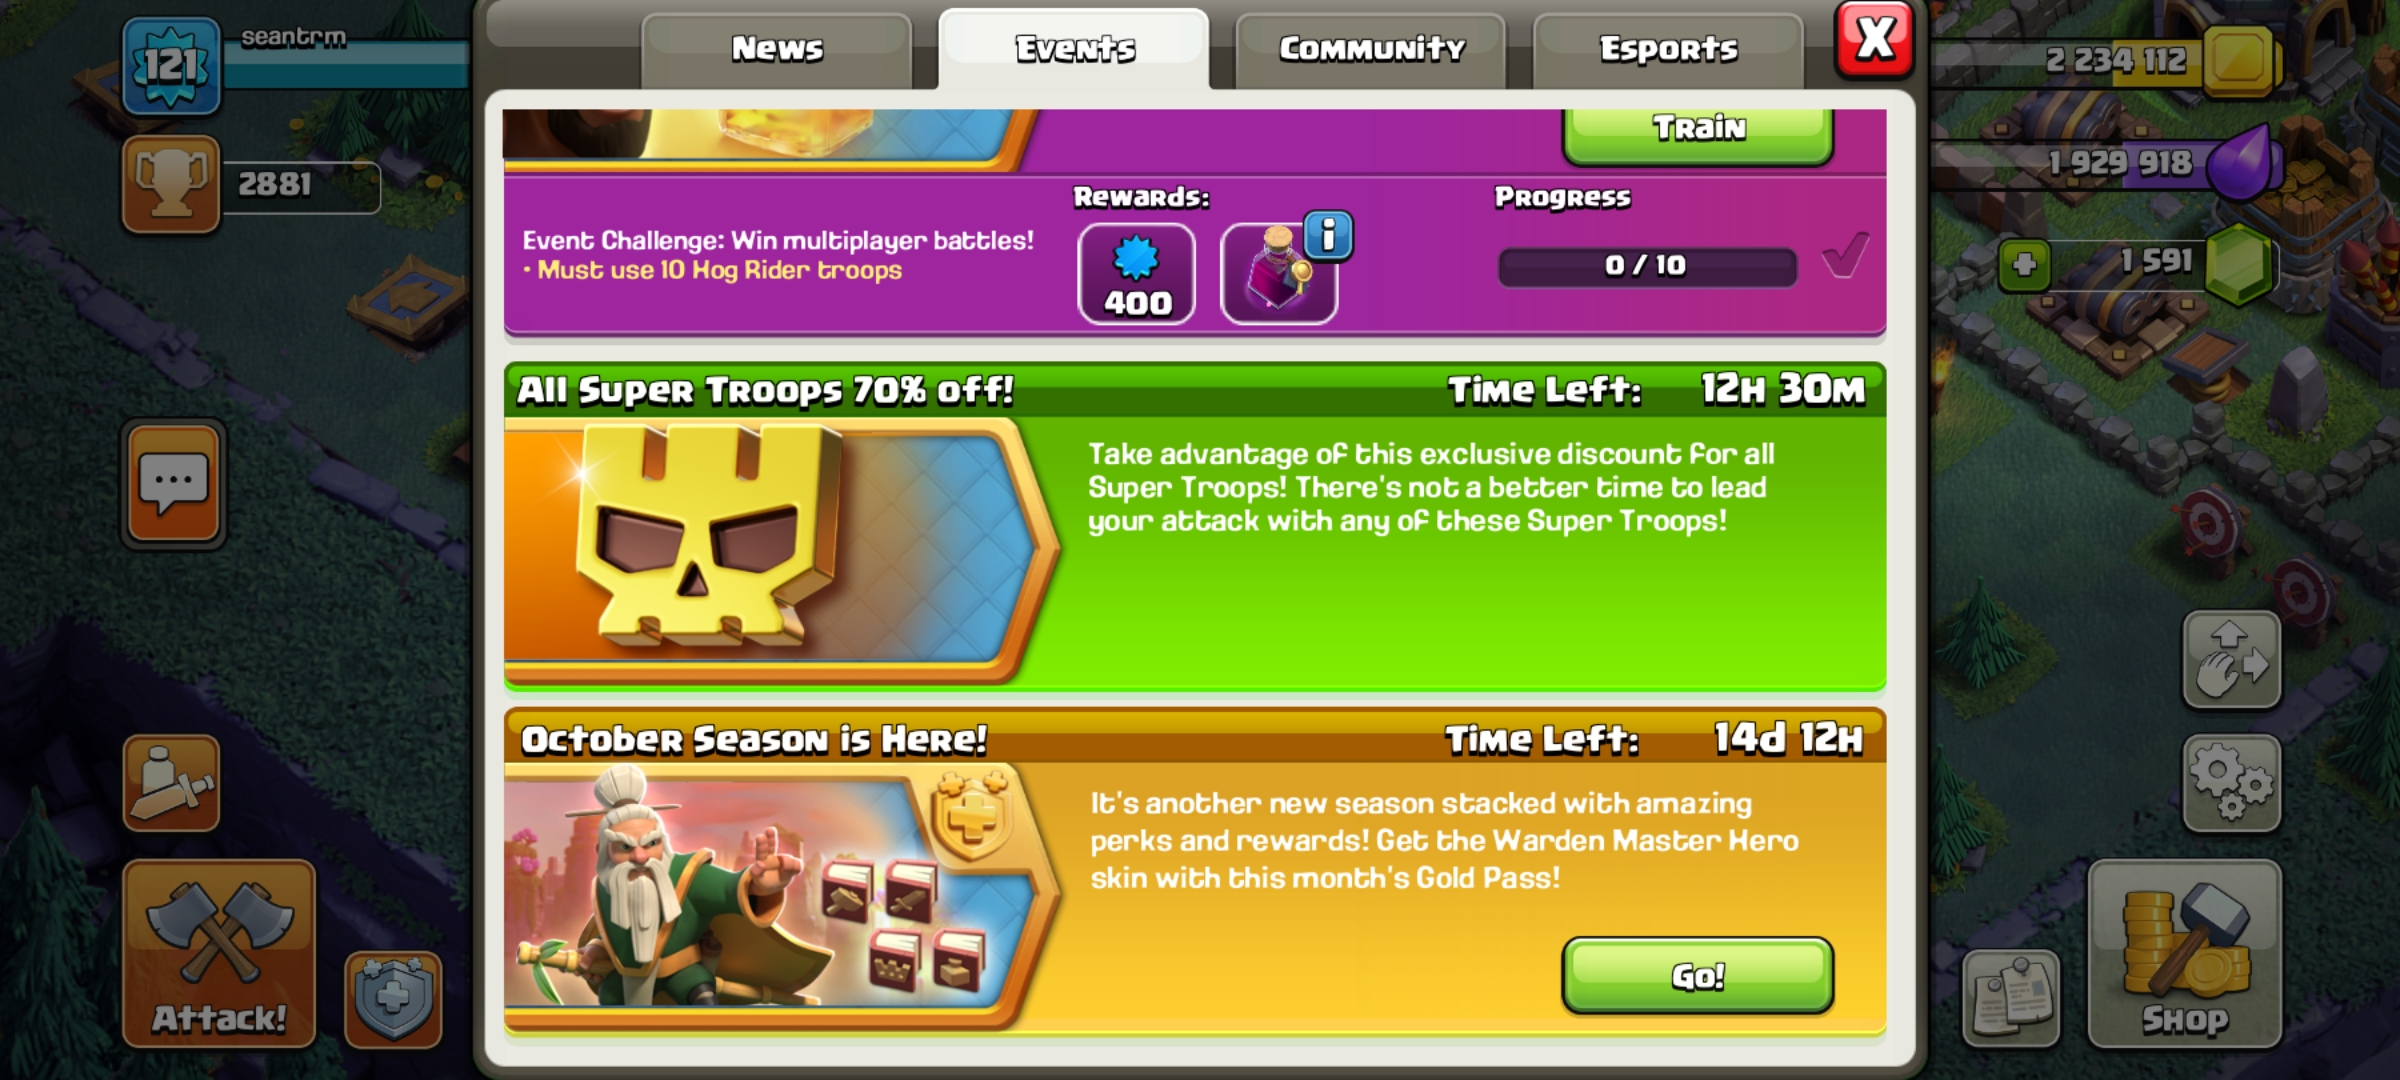 121
seantrm
2881
News
Events
Community
Esports
X
2 234 112
1 929 918
1 591
Train
Event Challenge: Win multiplayer battles!
• Must use 10 Hog Rider troops
Rewards:
400
i
Progress
0 / 10
All Super Troops 70% off!
Time Left: 12H 30M
Take advantage of this exclusive discount for all
Super Troops! There's not a better time to lead
your attack with any of these Super Troops!
October Season is Here!
Time Left: 14d 12H
It's another new season stacked with amazing
perks and rewards! Get the Warden Master Hero
skin with this month's Gold Pass!
Go!
Attack!
Shop